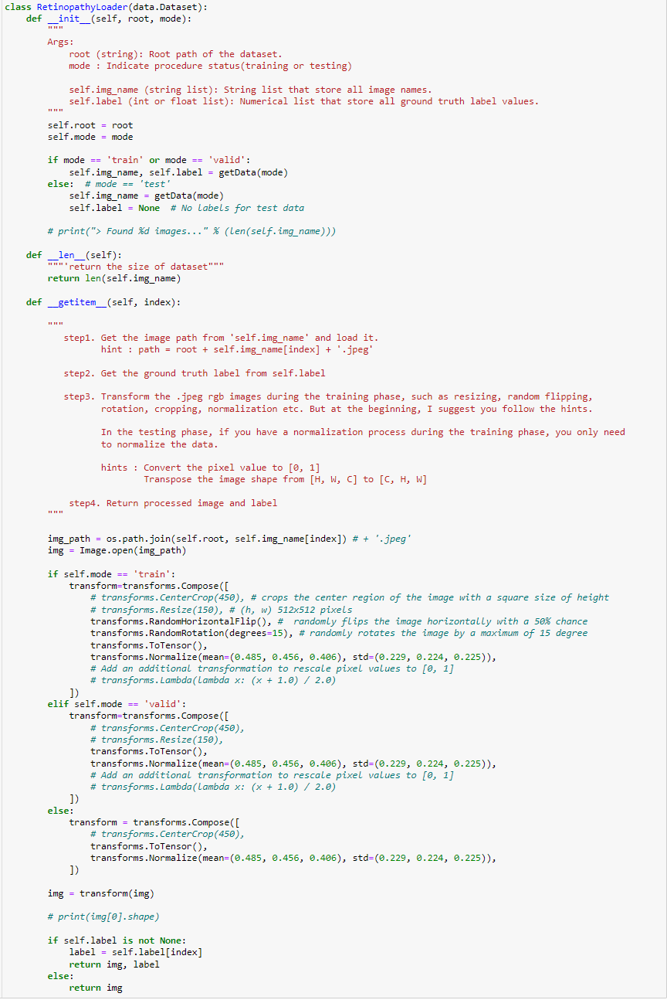 class RetinopathyLoader(data.Dataset):
    def __init__(self, root, mode):
        """
        Args:
            root (string): Root path of the dataset.
            mode : Indicate procedure status(training or testing)

            self.img_name (string list): String list that store all image names.
            self.label (int or float list): Numerical list that store all ground truth label values.
        """
        self.root = root
        self.mode = mode

        if mode == 'train' or mode == 'valid':
            self.img_name, self.label = getData(mode)
        else:  # mode == 'test'
            self.img_name = getData(mode)
            self.label = None  # No labels for test data

        # print("> Found %d images..." % (len(self.img_name)))

    def __len__(self):
        """'return the size of dataset"""
        return len(self.img_name)

    def __getitem__(self, index):

        """
           step1. Get the image path from 'self.img_name' and load it.
                  hint : path = root + self.img_name[index] + '.jpeg'

           step2. Get the ground truth label from self.label

           step3. Transform the .jpeg rgb images during the training phase, such as resizing, random flipping,
                  rotation, cropping, normalization etc. But at the beginning, I suggest you follow the hints.

                  In the testing phase, if you have a normalization process during the training phase, you only need
                  to normalize the data.

                  hints : Convert the pixel value to [0, 1]
                          Transpose the image shape from [H, W, C] to [C, H, W]

            step4. Return processed image and label
        """

        img_path = os.path.join(self.root, self.img_name[index]) # + '.jpeg'
        img = Image.open(img_path)

        if self.mode == 'train':
            transform=transforms.Compose([
                # transforms.CenterCrop(450), # crops the center region of the image with a square size of height
                # transforms.Resize(150), # (h, w) 512x512 pixels
                transforms.RandomHorizontalFlip(), #  randomly flips the image horizontally with a 50% chance
                transforms.RandomRotation(degrees=15), # randomly rotates the image by a maximum of 15 degree
                transforms.ToTensor(),
                transforms.Normalize(mean=(0.485, 0.456, 0.406), std=(0.229, 0.224, 0.225)),
                # Add an additional transformation to rescale pixel values to [0, 1]
                # transforms.Lambda(lambda x: (x + 1.0) / 2.0)
            ])
        elif self.mode == 'valid':
            transform=transforms.Compose([
                # transforms.CenterCrop(450),
                # transforms.Resize(150),
                transforms.ToTensor(),
                transforms.Normalize(mean=(0.485, 0.456, 0.406), std=(0.229, 0.224, 0.225)),
                # Add an additional transformation to rescale pixel values to [0, 1]
                # transforms.Lambda(lambda x: (x + 1.0) / 2.0)
            ])
        else:
            transform = transforms.Compose([
                # transforms.CenterCrop(450),
                transforms.ToTensor(),
                transforms.Normalize(mean=(0.485, 0.456, 0.406), std=(0.229, 0.224, 0.225)),
            ])

        img = transform(img)

        # print(img[0].shape)

        if self.label is not None:
            label = self.label[index]
            return img, label
        else:
            return img